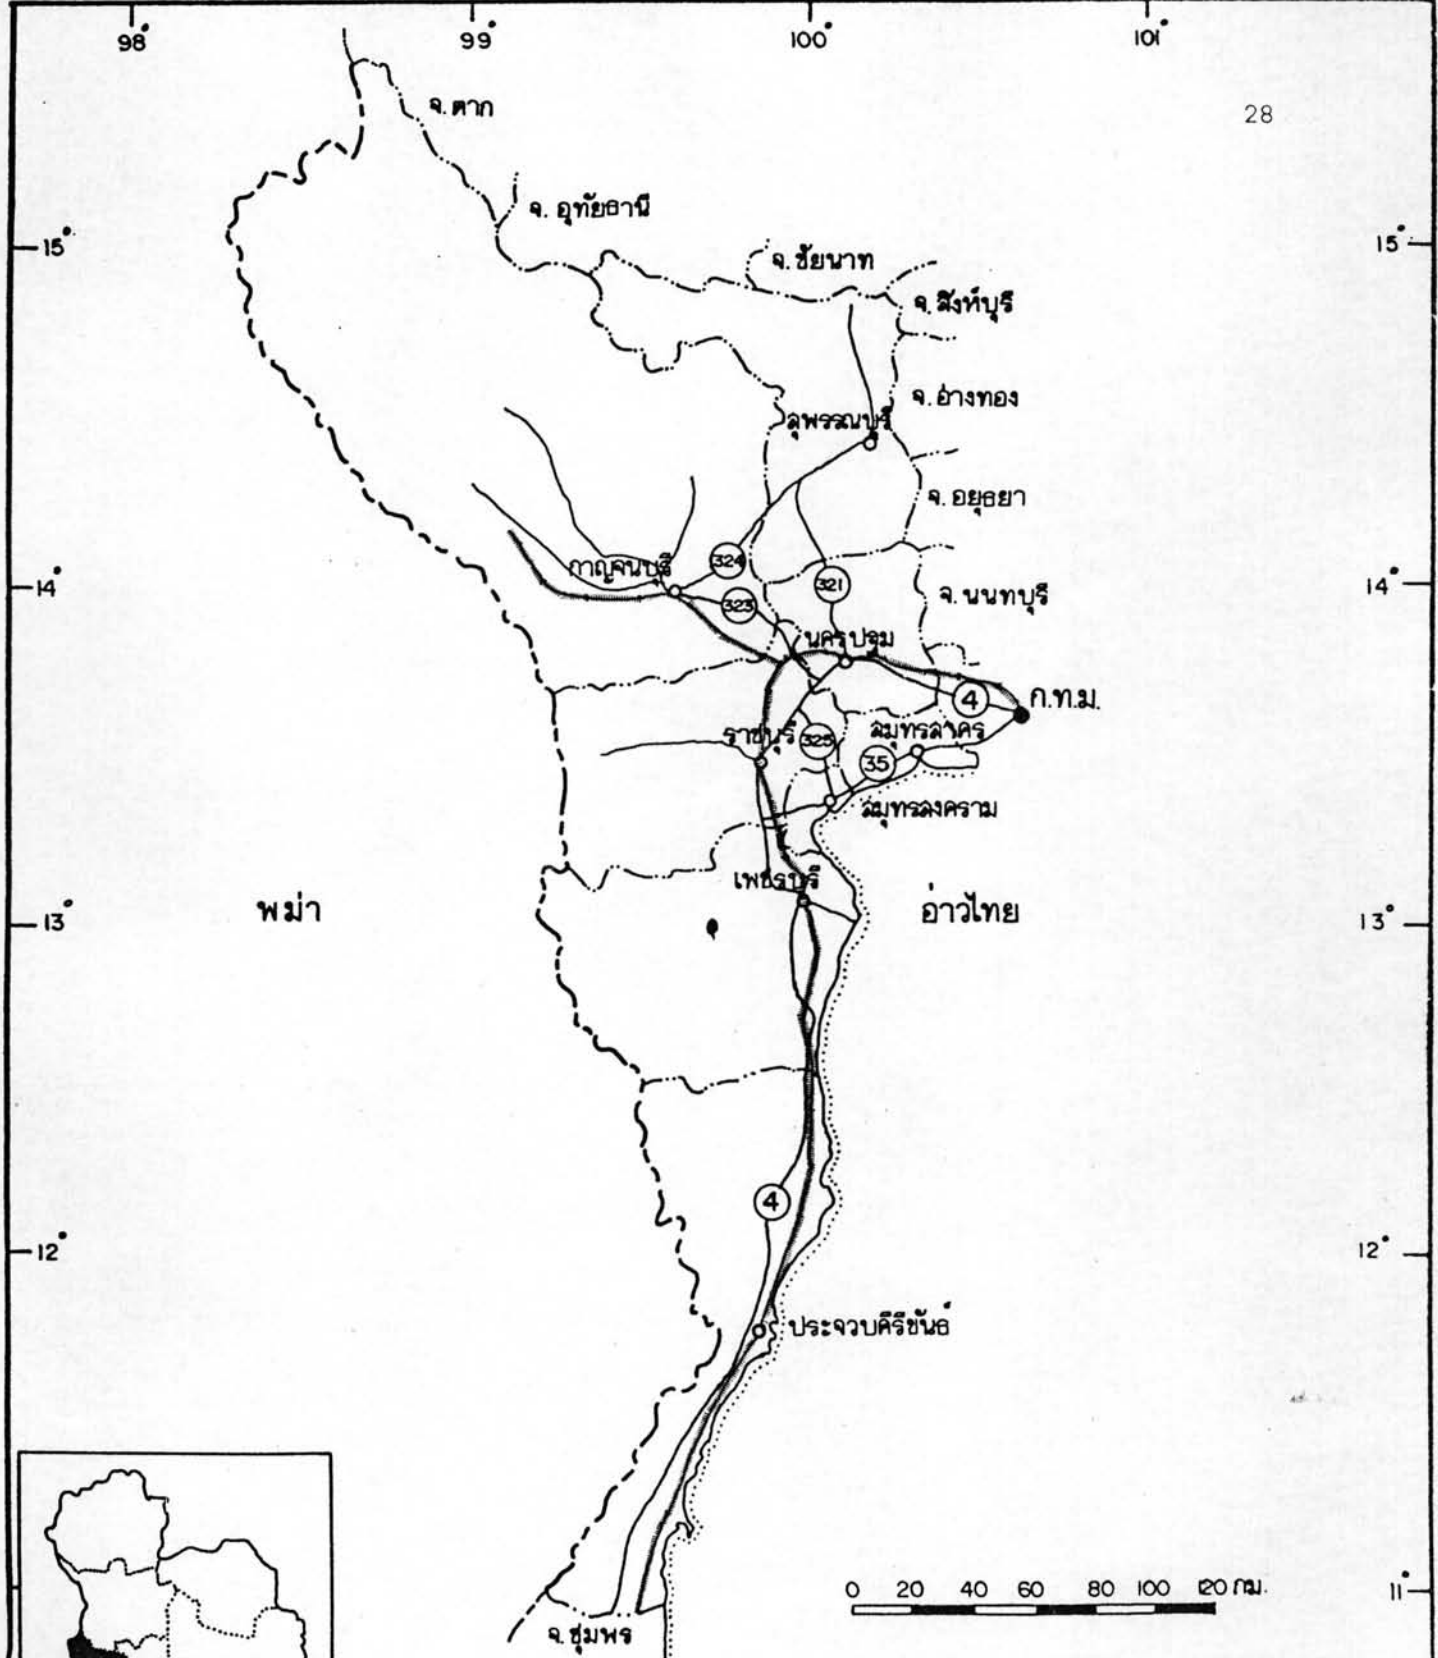 98° 99° 100° 101°
28
จ.ตาก
จ. อุทัยธานี
15° 15°
จ.ชัยนาท
จ.สิงห์บุรี
จ.อ่างทอง
สุพรรณบุรี
จ.อยุธยา
324
กาญจนบุรี
14° 321 14°
323
จ.นนทบุรี
นครปฐม
4 ก.ท.ม.
ราชบุรี 325 สมุทรสาคร
35
สมุทรสงคราม
เพชรบุรี
พม่า อ่าวไทย
13° 13°
4
12° 12°
ประจวบคีรีขันธ์
0 20 40 60 80 100 120 กม.
11°
จ.ชุมพร